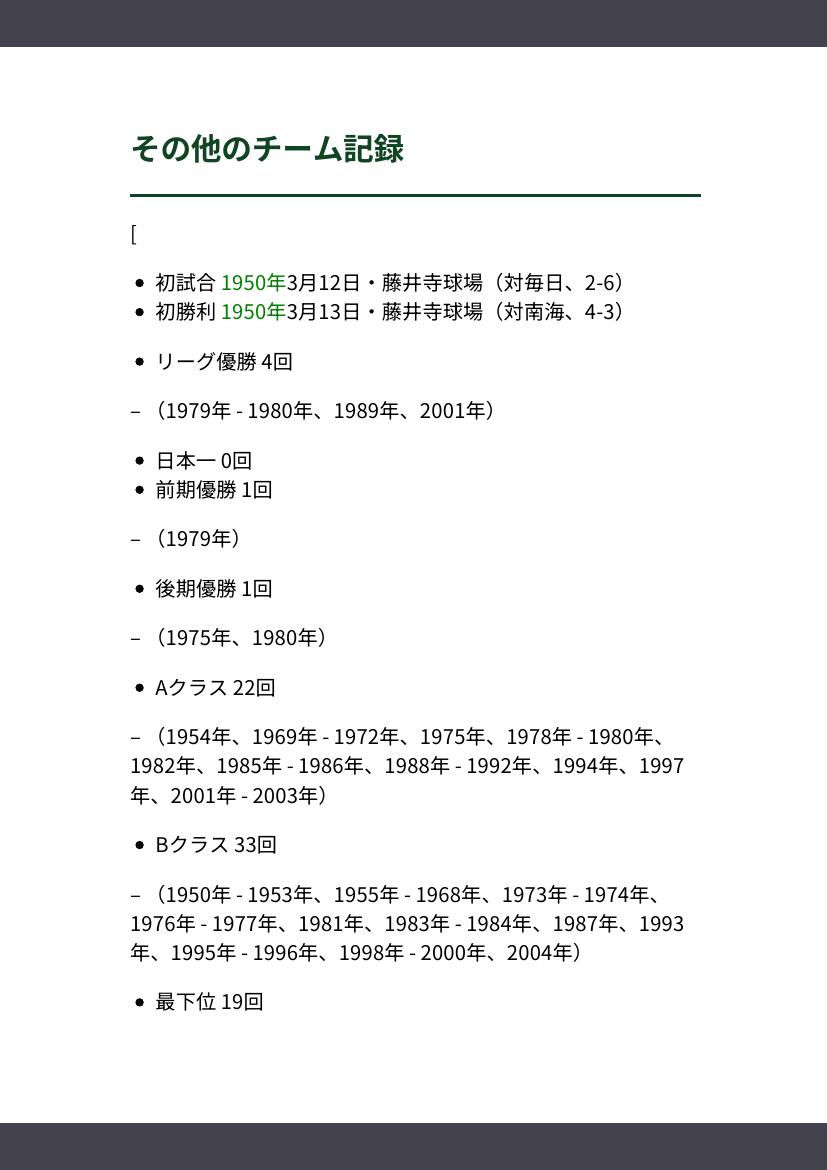 その他のチーム記録
[
• 初試合 1950年3月12日・藤井寺球場（対毎日、2-6）
• 初勝利 1950年3月13日・藤井寺球場（対南海、4-3）
• リーグ優勝 4回
– （1979年 - 1980年、1989年、2001年）
• 日本一 0回
• 前期優勝 1回
– （1979年）
• 後期優勝 1回
– （1975年、1980年）
• Aクラス 22回
– （1954年、1969年 - 1972年、1975年、1978年 - 1980年、
1982年、1985年 - 1986年、1988年 - 1992年、1994年、1997
年、2001年 - 2003年）
• Bクラス 33回
– （1950年 - 1953年、1955年 - 1968年、1973年 - 1974年、
1976年 - 1977年、1981年、1983年 - 1984年、1987年、1993
年、1995年 - 1996年、1998年 - 2000年、2004年）
• 最下位 19回